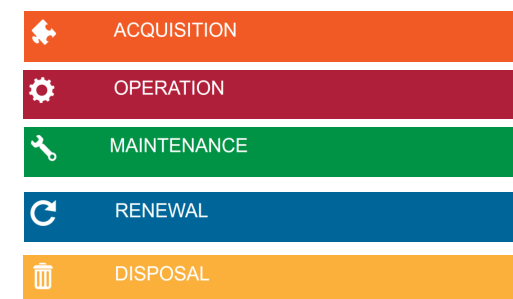 ACQUISITION
OPERATION
MAINTENANCE
RENEWAL
DISPOSAL